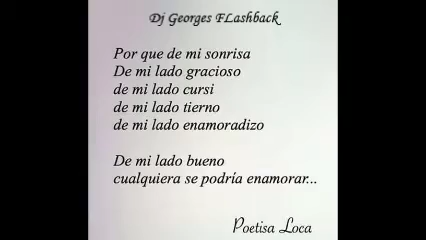 Dj Georges FLashback
Por que de mi sonrisa
De mi lado gracioso
de mi lado cursi
de mi lado tierno
de mi lado enamoradizo
De mi lado bueno
cualquiera se podría enamorar...
Poetisa Loca